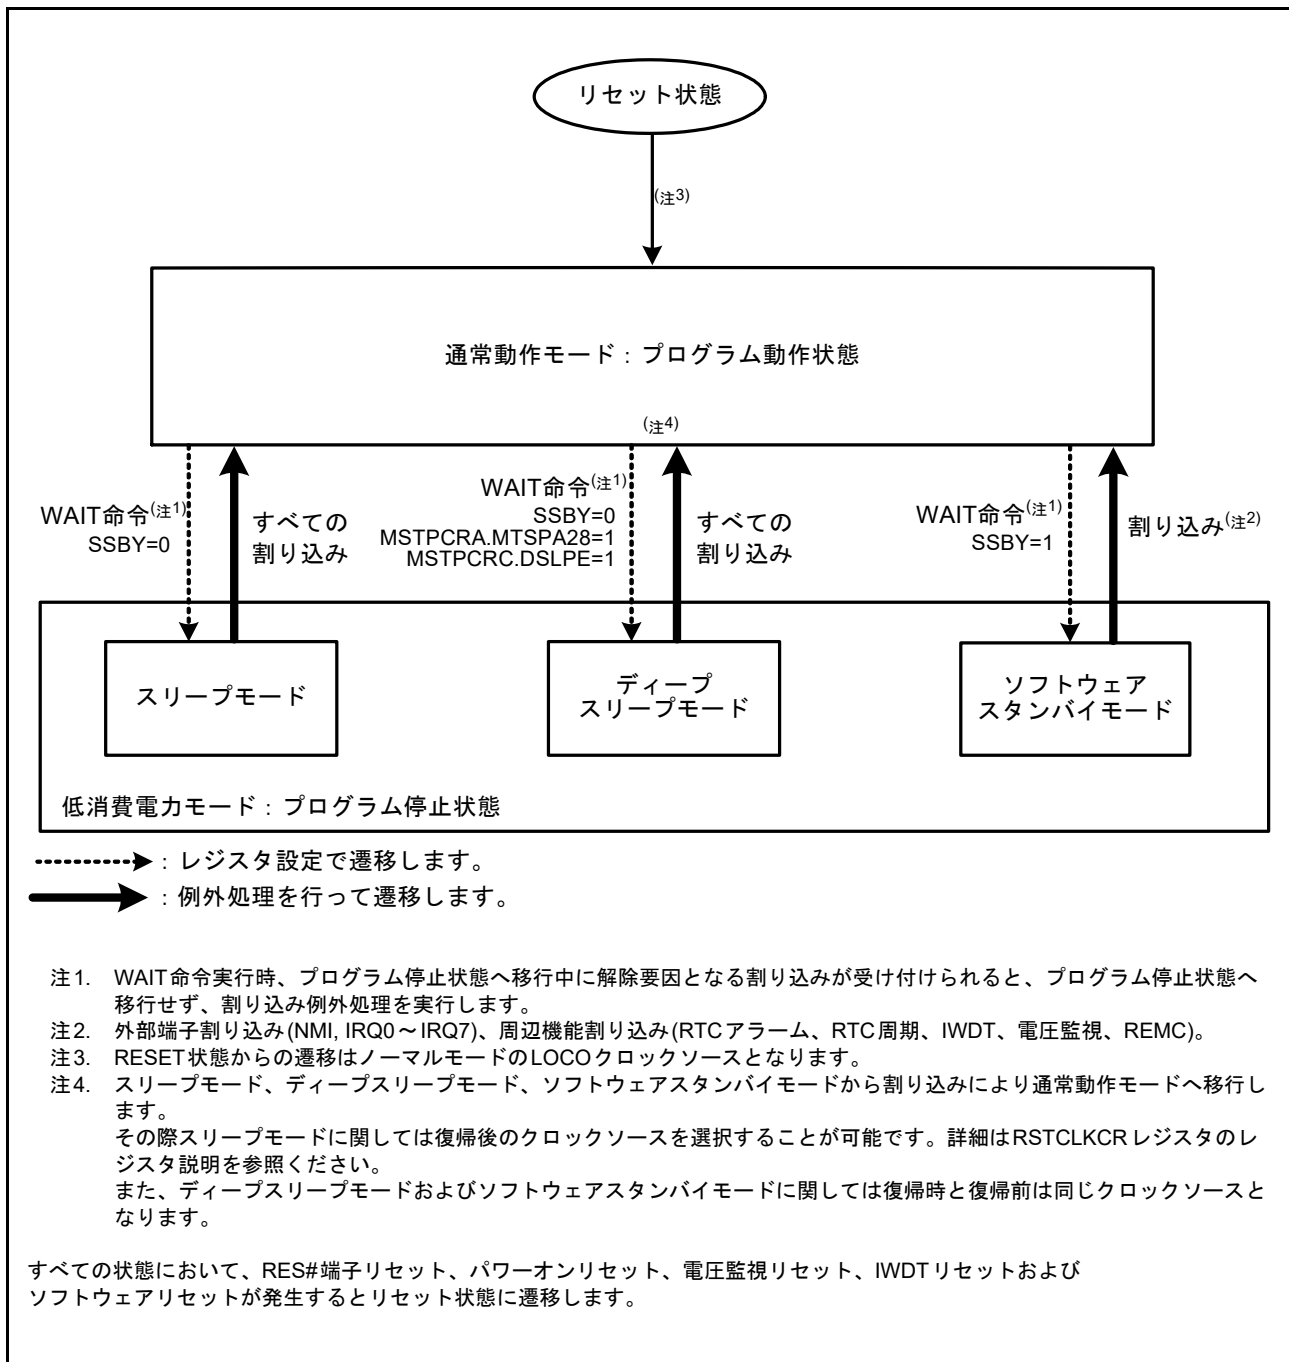 リセット状態
(注3)
通常動作モード：プログラム動作状態
(注4)
WAIT命令(注1)
SSBY=0
すべての
割り込み
WAIT命令(注1)
SSBY=0
MSTPCRA.MTSPA28=1
MSTPCRC.DSLPE=1
すべての
割り込み
WAIT命令(注1)
SSBY=1
割り込み(注2)
スリープモード
ディープ
スリープモード
ソフトウェア
スタンバイモード
低消費電力モード：プログラム停止状態
：レジスタ設定で遷移します。
：例外処理を行って遷移します。
注1. WAIT命令実行時、プログラム停止状態へ移行中に解除要因となる割り込みが受け付けられると、プログラム停止状態へ
移行せず、割り込み例外処理を実行します。
注2. 外部端子割り込み(NMI, IRQ0～IRQ7)、周辺機能割り込み(RTCアラーム、RTC周期、IWDT、電圧監視、REMC)。
注3. RESET状態からの遷移はノーマルモードのLOCOクロックソースとなります。
注4. スリープモード、ディープスリープモード、ソフトウェアスタンバイモードから割り込みにより通常動作モードへ移行し
ます。
その際スリープモードに関しては復帰後のクロックソースを選択することが可能です。詳細はRSTCLKCRレジスタのレ
ジスタ説明を参照ください。
また、ディープスリープモードおよびソフトウェアスタンバイモードに関しては復帰時と復帰前は同じクロックソースと
なります。
すべての状態において、RES#端子リセット、パワーオンリセット、電圧監視リセット、IWDTリセットおよび
ソフトウェアリセットが発生するとリセット状態に遷移します。